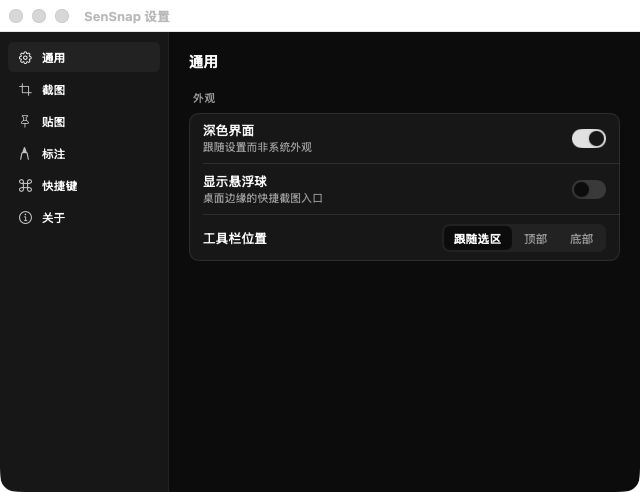 SenSnap 设置
通用
截图
贴图
标注
快捷键
关于
通用
外观
深色界面
跟随设置而非系统外观
显示悬浮球
桌面边缘的快捷截图入口
工具栏位置
跟随选区 顶部 底部